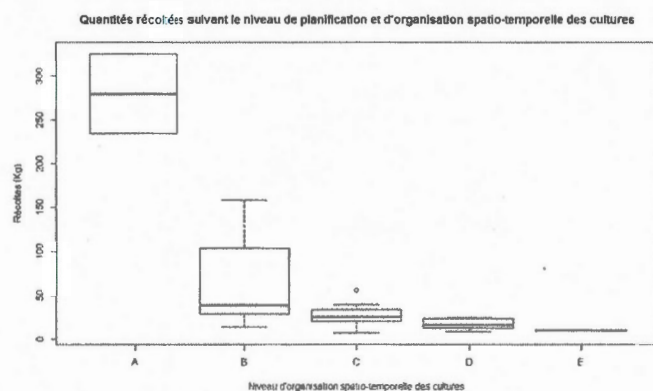 Quantités récoltées suivant le niveau de planification et d'organisation spatio-temporelle des cultures
Récoltes (Kg)
300
250
200
150
100
50
0
A B C D E
Niveau d'organisation spatio-temporelle des cultures